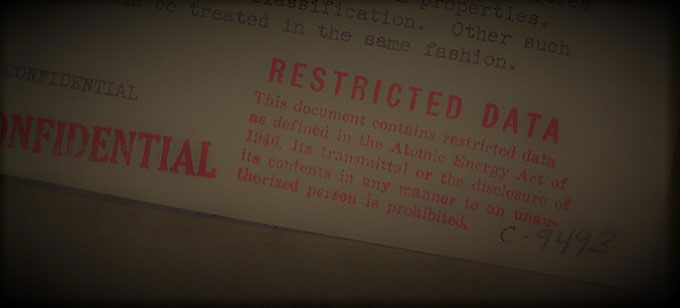 properties.
classification. Other such
be treated in the same fashion.
CONFIDENTIAL
CONFIDENTIAL
RESTRICTED DATA
This document contains restricted data
as defined in the Atomic Energy Act of
1946. Its transmittal or the disclosure of
its contents in any manner to an unau-
thorized person is prohibited.
C-9493